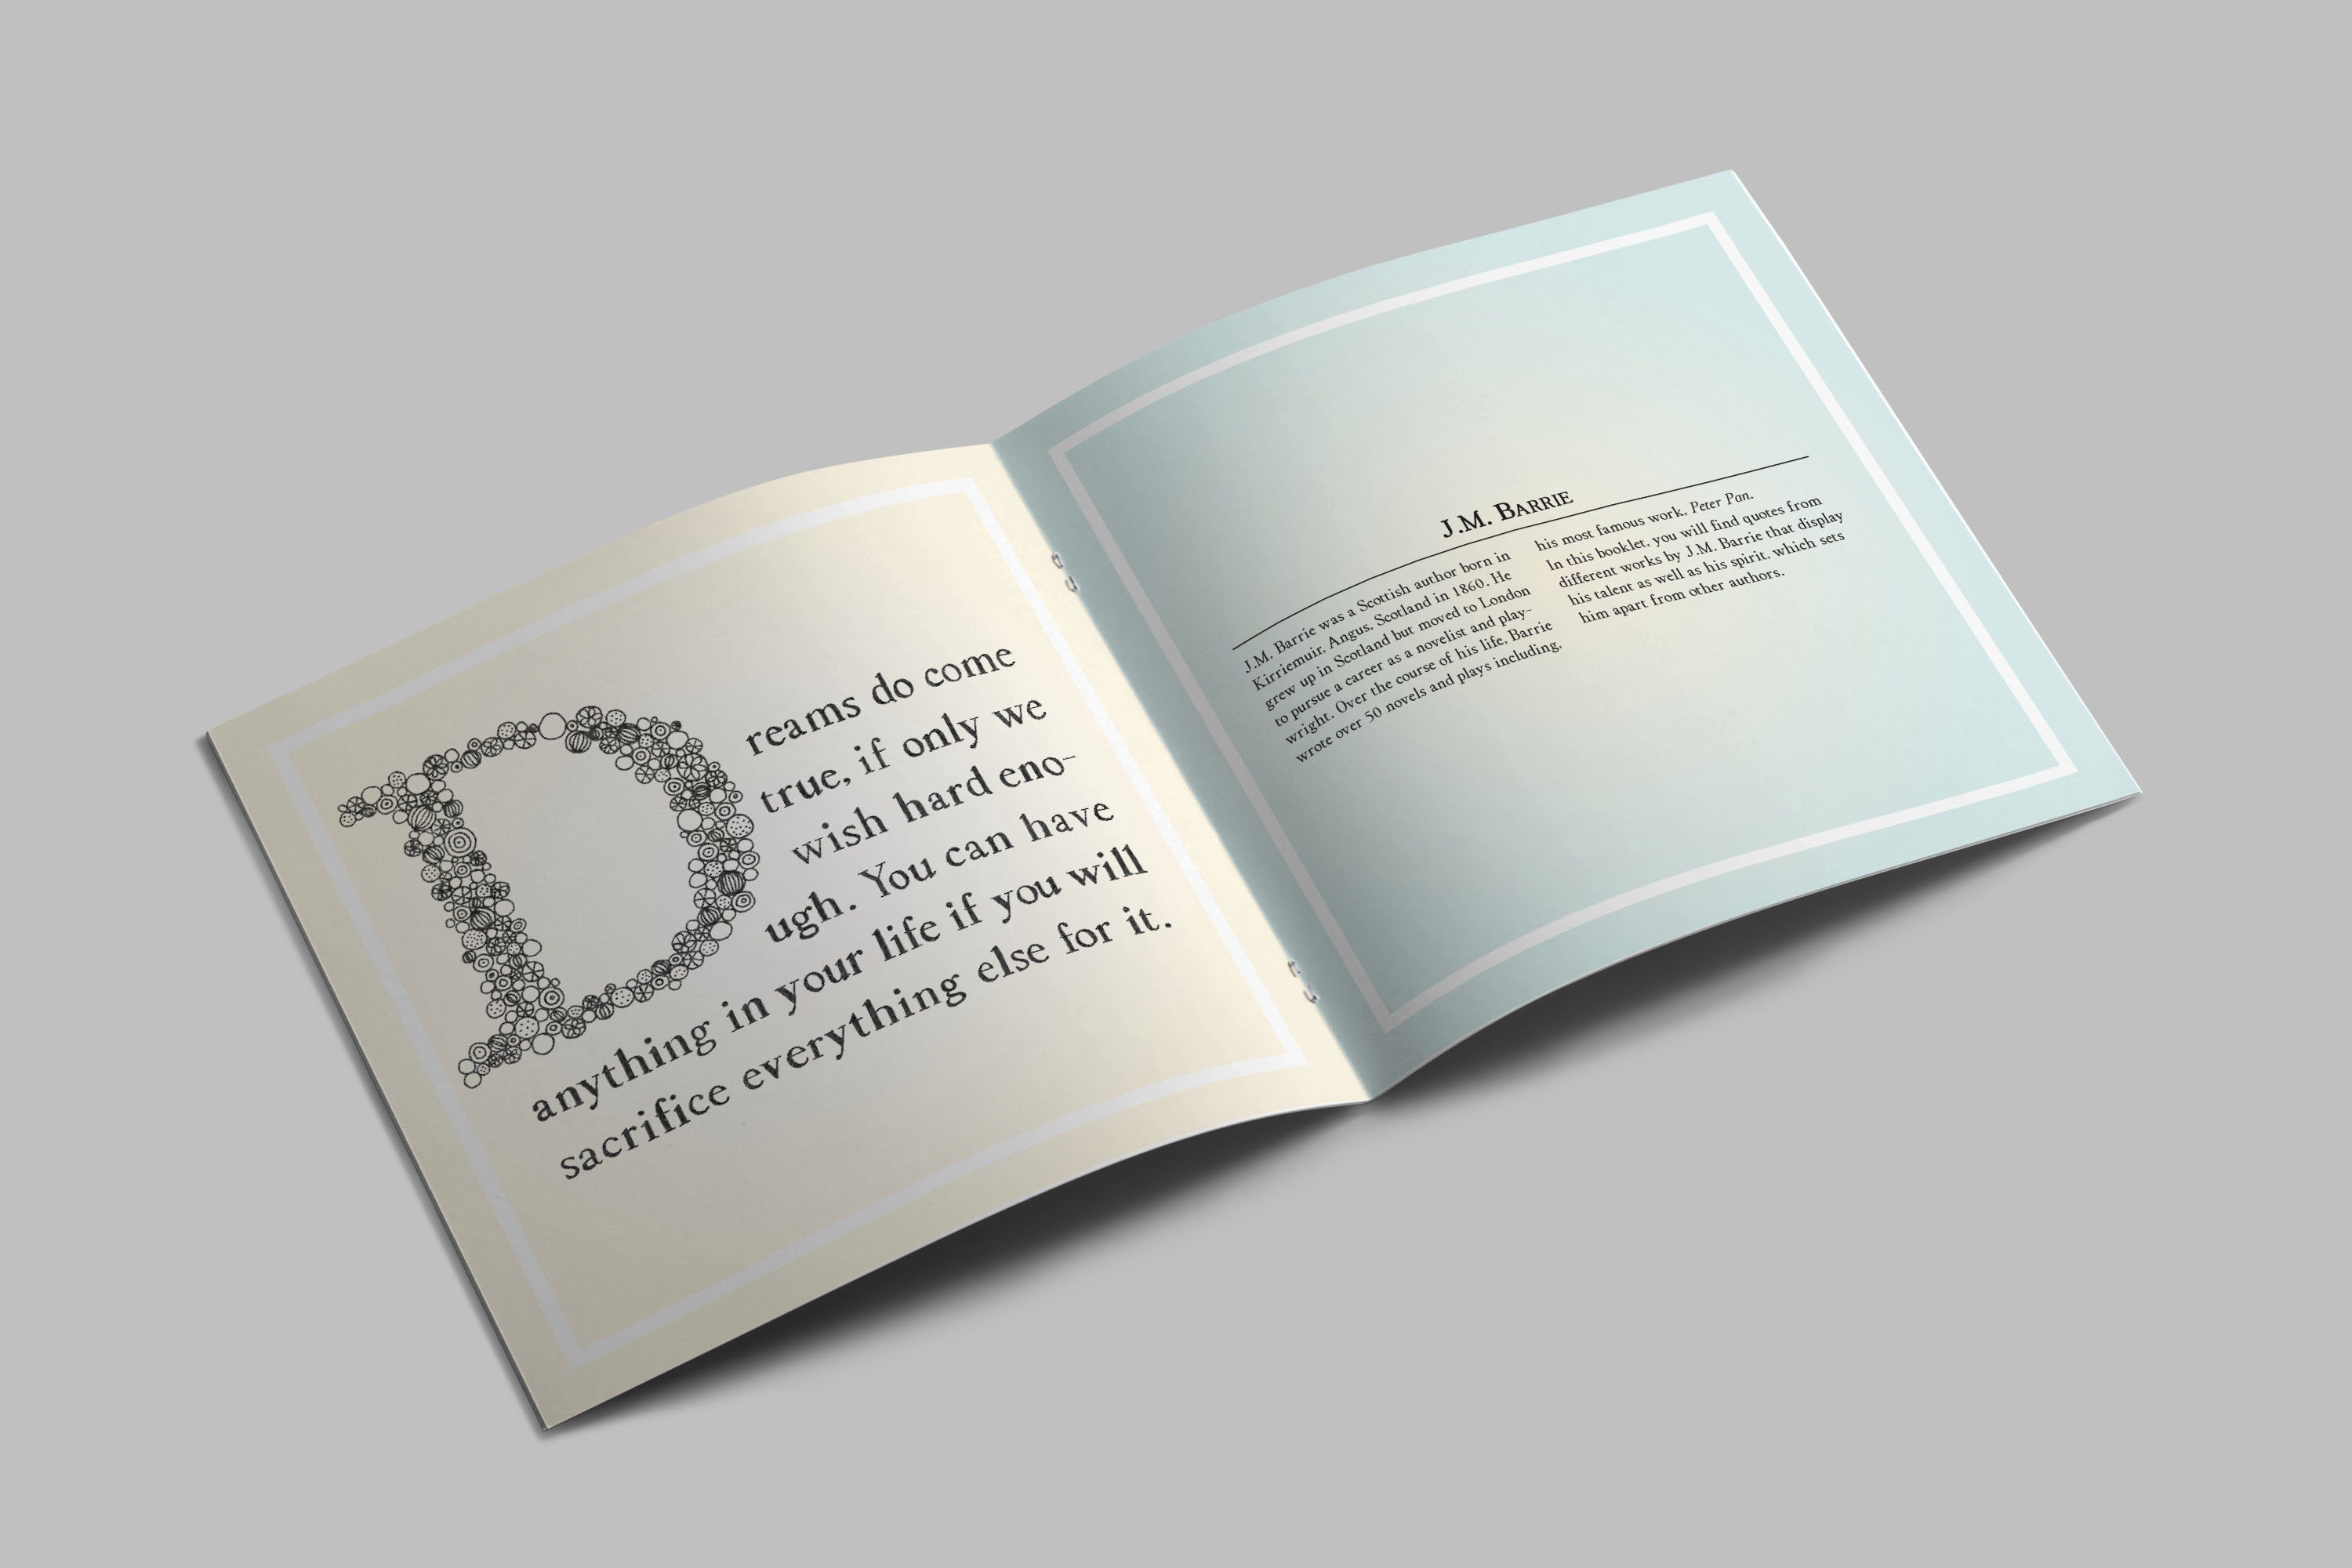 Dreams do come
true, if only we
wish hard eno-
ugh. You can have
anything in your life if you will
sacrifice everything else for it.
J.M. BARRIE
J.M. Barrie was a Scottish author born in
Kirriemuir, Angus, Scotland in 1860. He
grew up in Scotland but moved to London
to pursue a career as a novelist and play-
wright. Over the course of his life, Barrie
wrote over 50 novels and plays including,
his most famous work, Peter Pan.
In this booklet, you will find quotes from
different works by J.M. Barrie that display
his talent as well as his spirit, which sets
him apart from other authors.